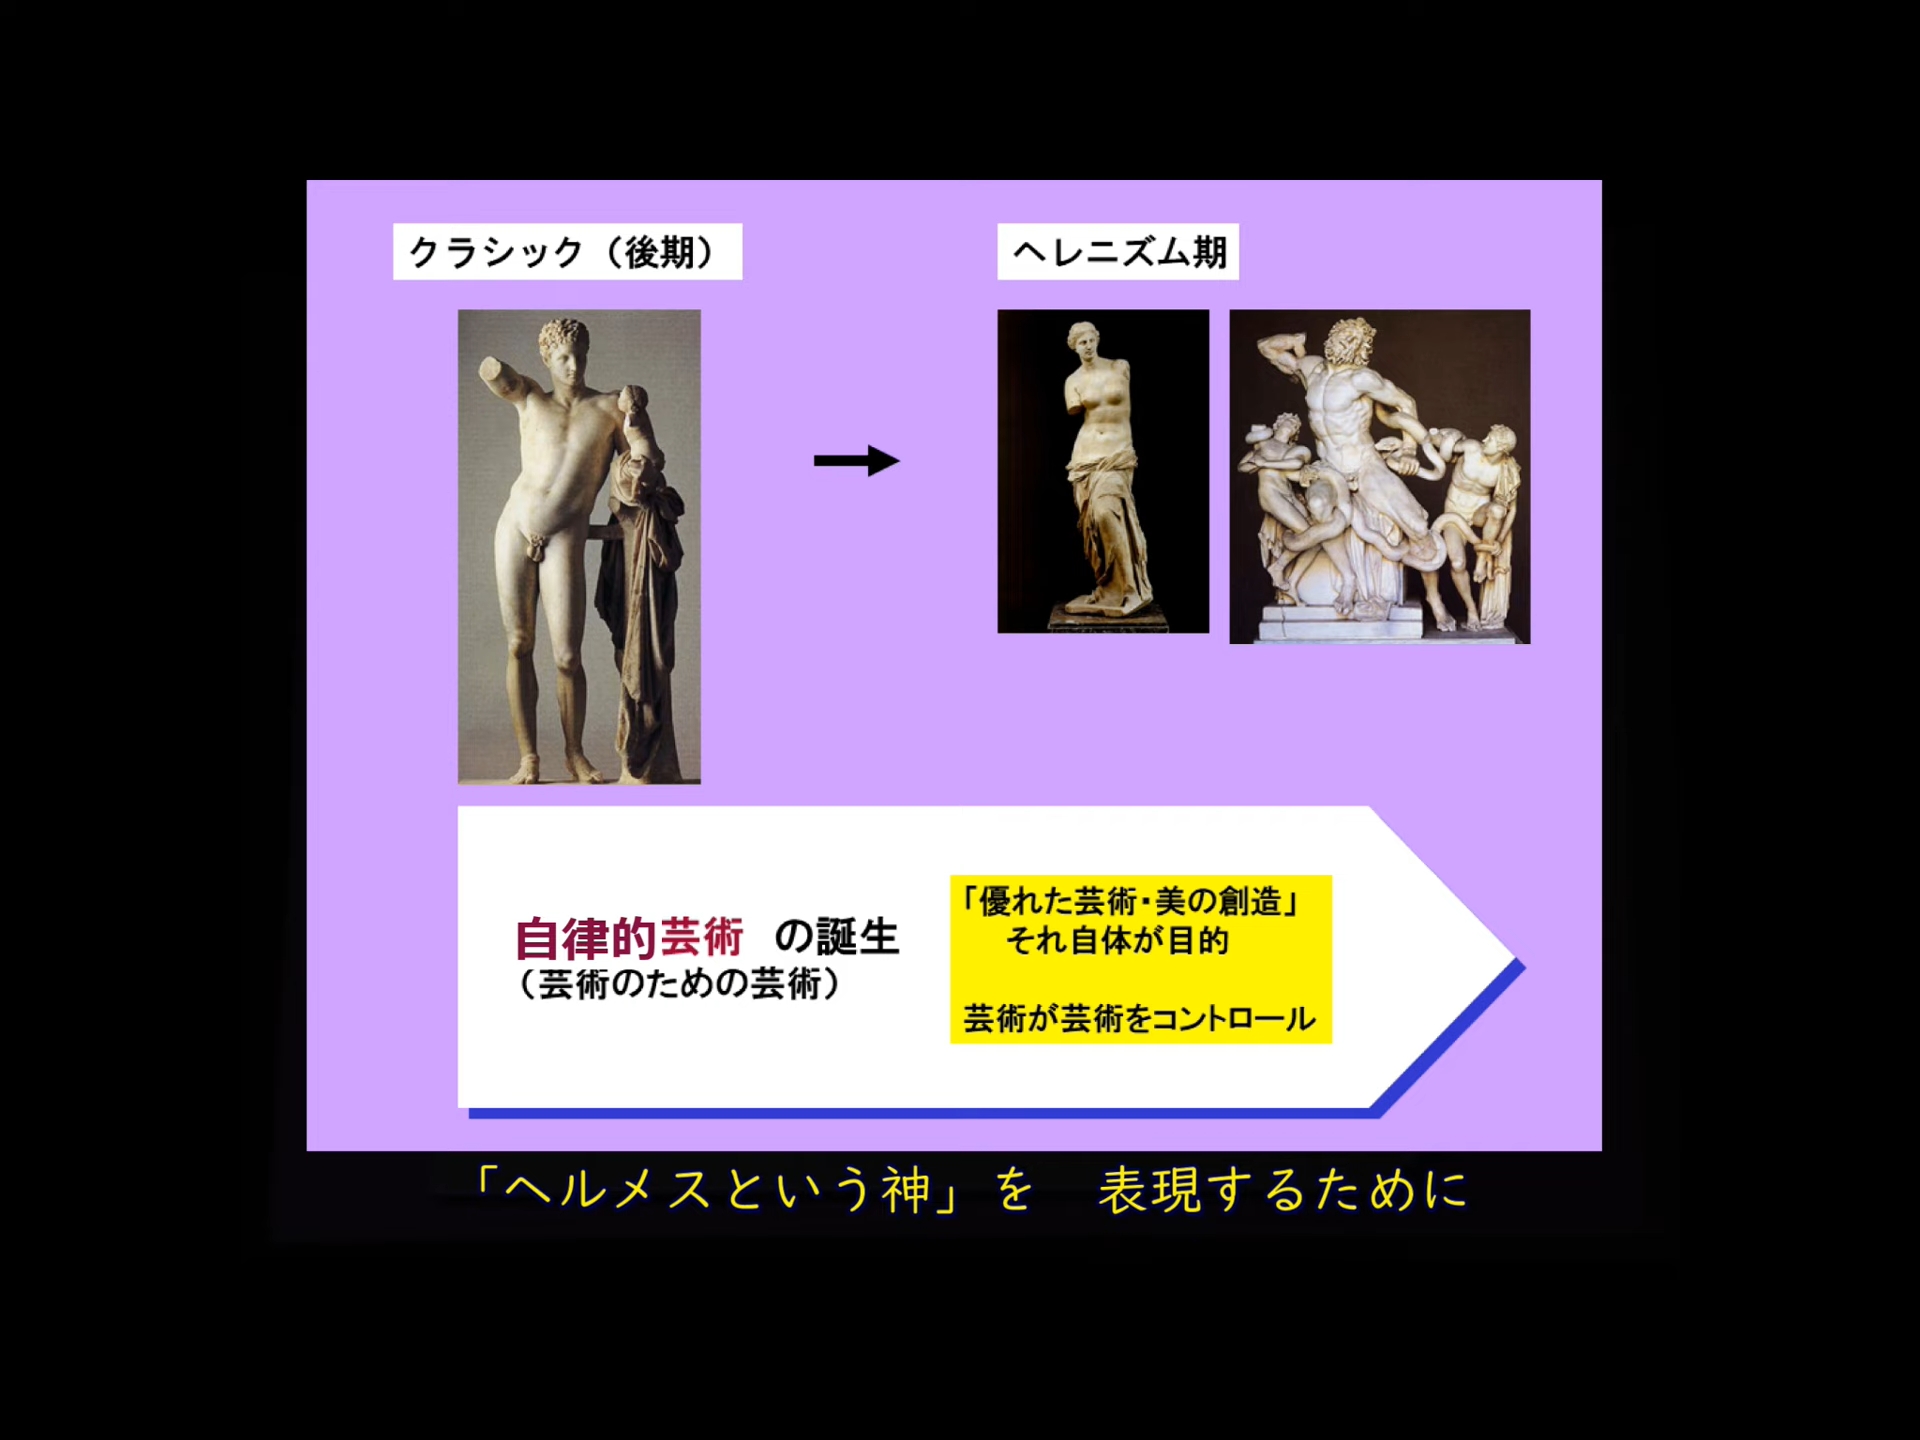 クラシック（後期）
ヘレニズム期
自律的芸術　の誕生
（芸術のための芸術）
「優れた芸術・美の創造」
それ自体が目的
芸術が芸術をコントロール
「ヘルメスという神」を　表現するために